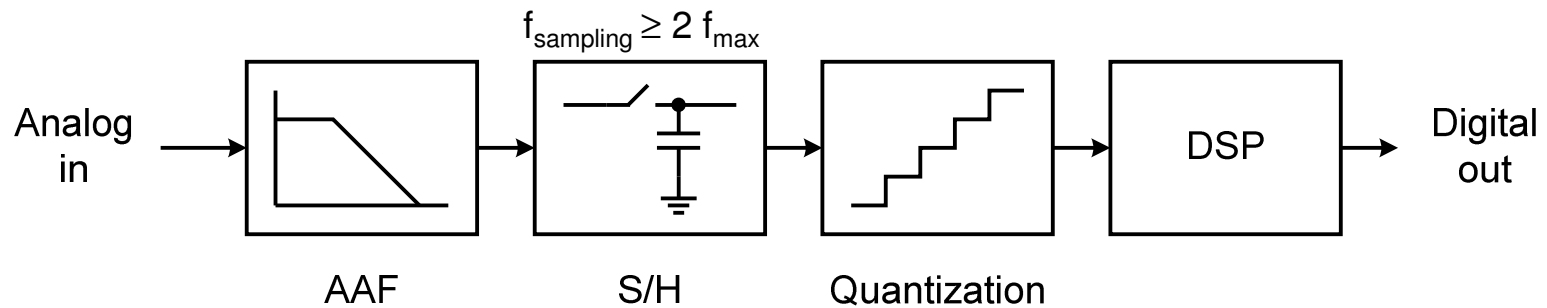 f_sampling ≥ 2 f_max
Analog
in
DSP
Digital
out
AAF
S/H
Quantization